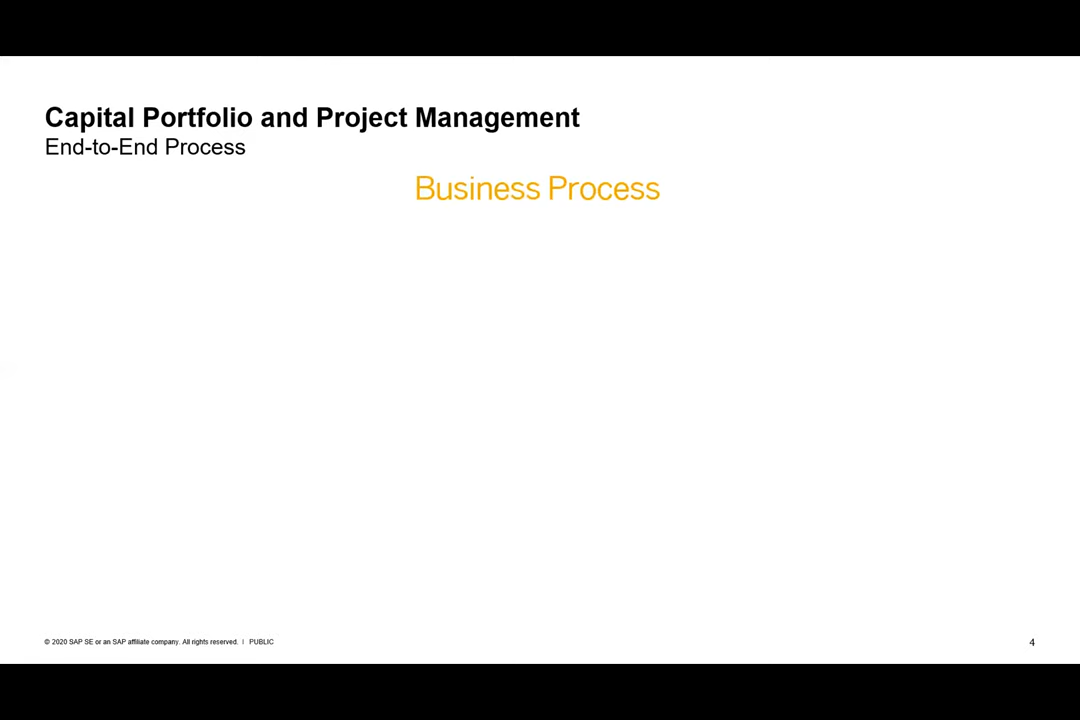 Capital Portfolio and Project Management
End-to-End Process
Business Process
© 2020 SAP SE or an SAP affiliate company. All rights reserved. | PUBLIC
4